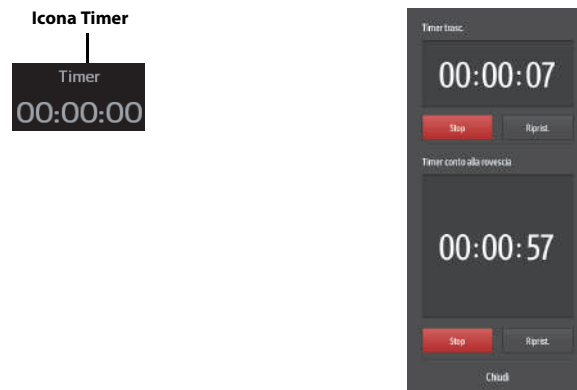 Icona Timer
Timer
00:00:00
Timer trasc.
00:00:07
Stop Riprist.
Timer conto alla rovescia
00:00:57
Stop Riprist.
Chiudi